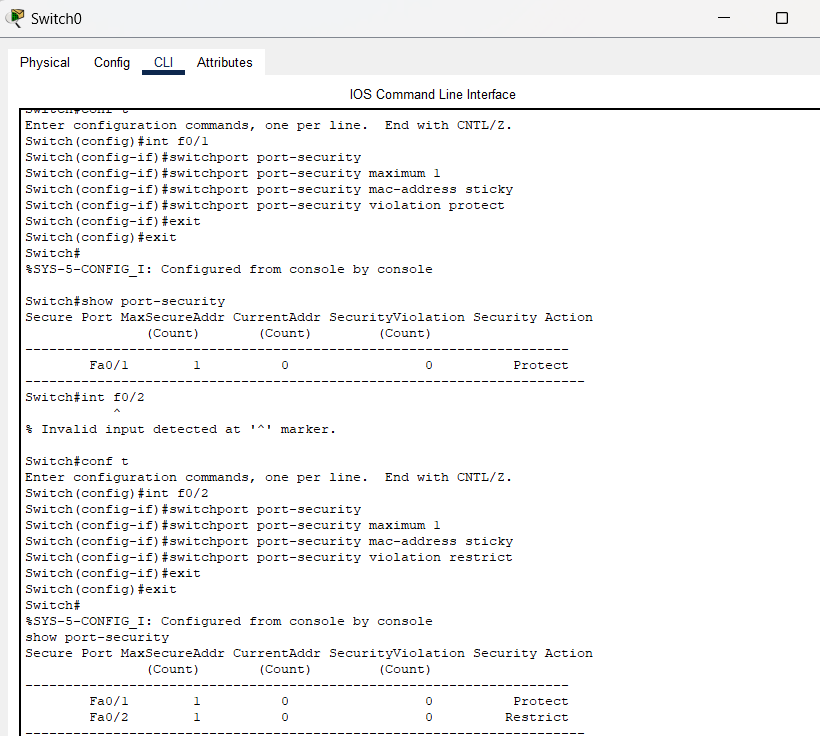 Switch0
Physical Config CLI Attributes
IOS Command Line Interface
Switch#conf t
Enter configuration commands, one per line.  End with CNTL/Z.
Switch(config)#int f0/1
Switch(config-if)#switchport port-security
Switch(config-if)#switchport port-security maximum 1
Switch(config-if)#switchport port-security mac-address sticky
Switch(config-if)#switchport port-security violation protect
Switch(config-if)#exit
Switch(config)#exit
Switch#
%SYS-5-CONFIG_I: Configured from console by console
Switch#show port-security
Secure Port MaxSecureAddr CurrentAddr SecurityViolation Security Action
(Count) (Count) (Count)
--------------------------------------------------------------------
Fa0/1 1 0 0 Protect
----------------------------------------------------------------------
Switch#int f0/2
^
% Invalid input detected at '^' marker.
Switch#conf t
Enter configuration commands, one per line.  End with CNTL/Z.
Switch(config)#int f0/2
Switch(config-if)#switchport port-security
Switch(config-if)#switchport port-security maximum 1
Switch(config-if)#switchport port-security mac-address sticky
Switch(config-if)#switchport port-security violation restrict
Switch(config-if)#exit
Switch(config)#exit
Switch#
%SYS-5-CONFIG_I: Configured from console by console
show port-security
Secure Port MaxSecureAddr CurrentAddr SecurityViolation Security Action
(Count) (Count) (Count)
--------------------------------------------------------------------
Fa0/1 1 0 0 Protect
Fa0/2 1 0 0 Restrict
----------------------------------------------------------------------